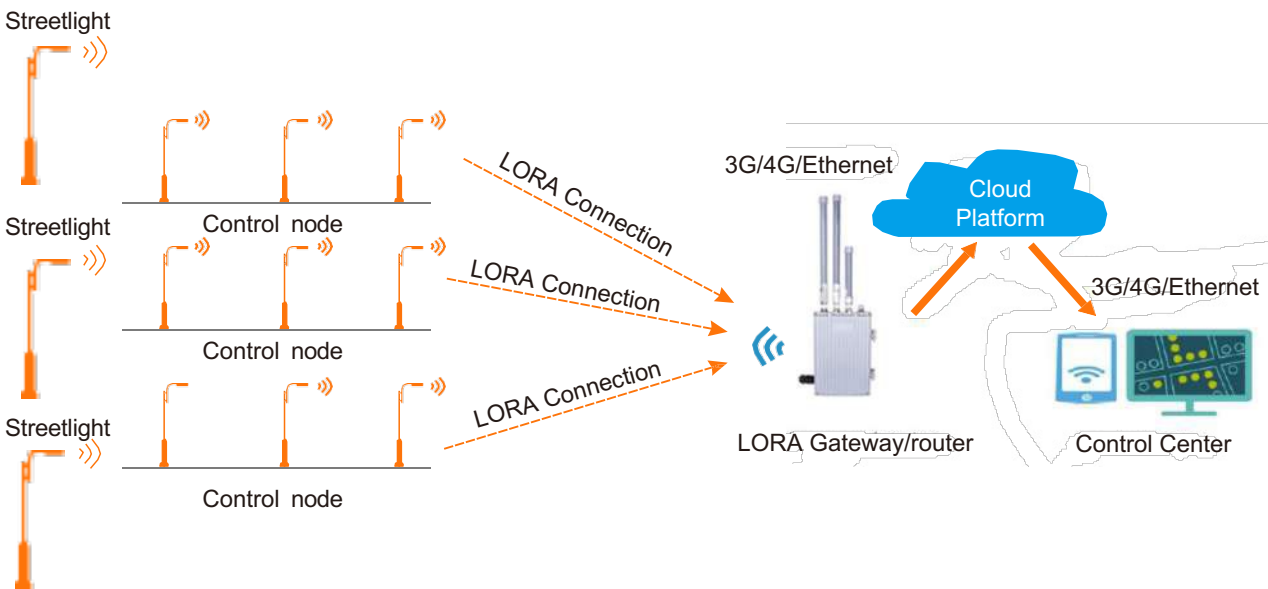 Streetlight
Control node
LORA Connection
Streetlight
Control node
LORA Connection
Streetlight
Control node
LORA Connection
3G/4G/Ethernet
Cloud
Platform
3G/4G/Ethernet
LORA Gateway/router
Control Center